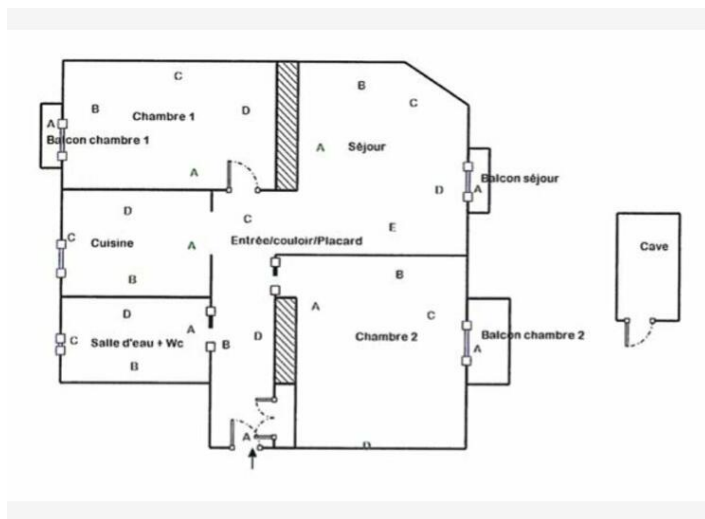 C
B
Chambre 1
D
A
Balcon chambre 1
A
B
C
A
Séjour
D
A
Balcon séjour
E
D
C
Cuisine
A
B
C
Entrée/couloir/Placard
Cave
D
C
Salle d'eau + Wc
A
B
B
D
A
B
A
C
Chambre 2
Balcon chambre 2
A
D